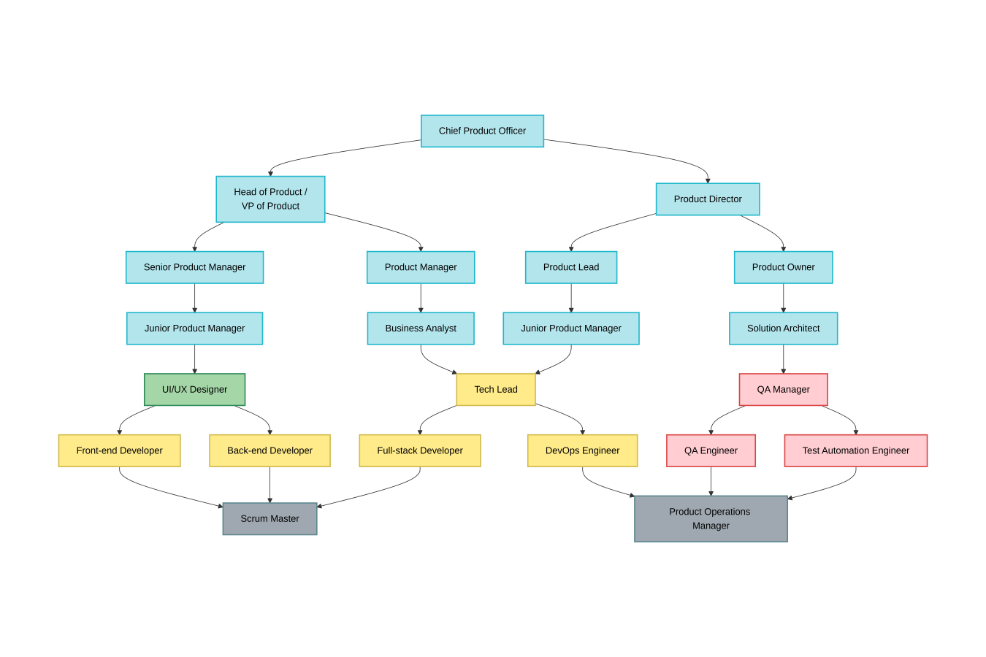 Chief Product Officer
Head of Product /
VP of Product
Product Director
Senior Product Manager
Product Manager
Product Lead
Product Owner
Junior Product Manager
Business Analyst
Junior Product Manager
Solution Architect
UI/UX Designer
Tech Lead
QA Manager
Front-end Developer
Back-end Developer
Full-stack Developer
DevOps Engineer
QA Engineer
Test Automation Engineer
Scrum Master
Product Operations
Manager